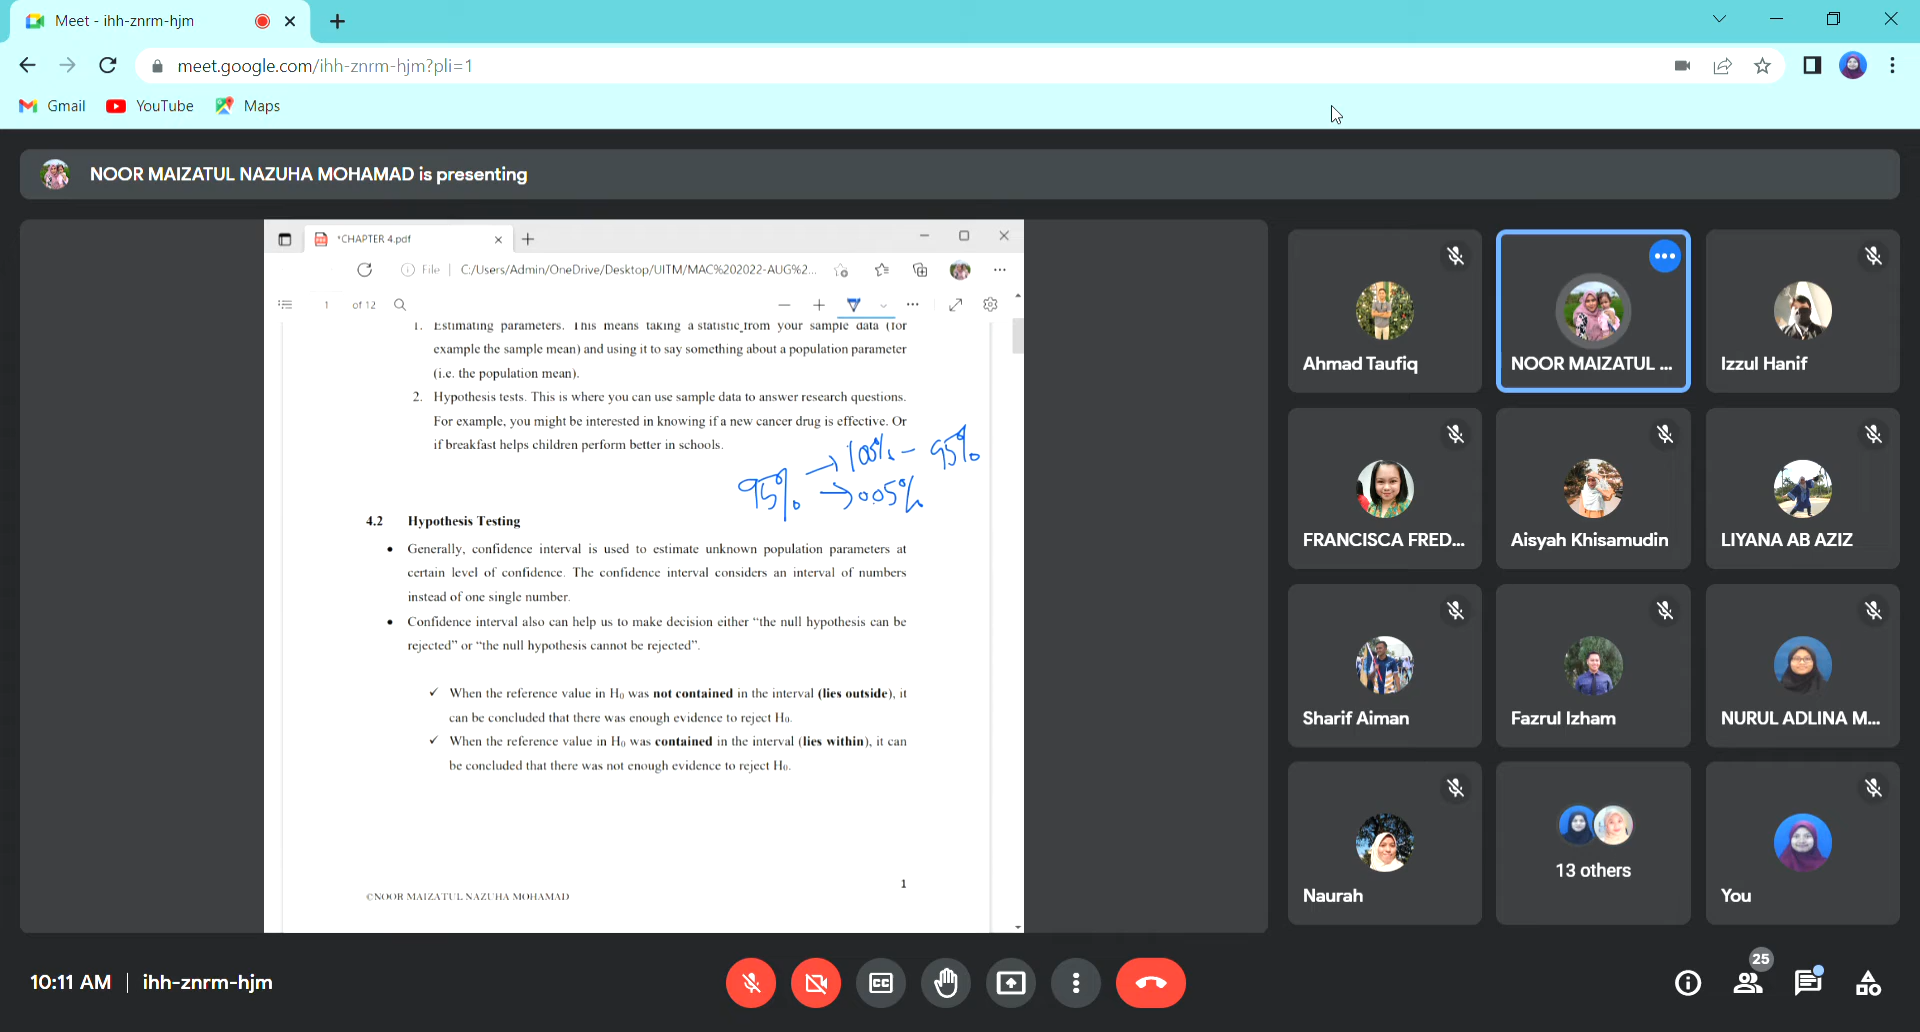 Meet - ihh-znrm-hjm
meet.google.com/ihh-znrm-hjm?pli=1
Gmail YouTube Maps
NOOR MAIZATUL NAZUHA MOHAMAD is presenting
*CHAPTER 4.pdf
File | C:/Users/Admin/OneDrive/Desktop/UITM/MAC%202022-AUG%2...
1 of 12
1. Estimating parameters. This means taking a statistic from your sample data (for
example the sample mean) and using it to say something about a population parameter
(i.e. the population mean).
2. Hypothesis tests. This is where you can use sample data to answer research questions.
For example, you might be interested in knowing if a new cancer drug is effective. Or
if breakfast helps children perform better in schools.
→ 100% - 95%
95% → 0.05%
4.2 Hypothesis Testing
• Generally, confidence interval is used to estimate unknown population parameters at
certain level of confidence. The confidence interval considers an interval of numbers
instead of one single number.
• Confidence interval also can help us to make decision either “the null hypothesis can be
rejected” or “the null hypothesis cannot be rejected”.
✓ When the reference value in H₀ was not contained in the interval (lies outside), it
can be concluded that there was enough evidence to reject H₀.
✓ When the reference value in H₀ was contained in the interval (lies within), it can
be concluded that there was not enough evidence to reject H₀.
1
©NOOR MAIZATUL NAZUHA MOHAMAD
Ahmad Taufiq
NOOR MAIZATUL ...
Izzul Hanif
FRANCISCA FRED...
Aisyah Khisamudin
LIYANA AB AZIZ
Sharif Aiman
Fazrul Izham
NURUL ADLINA M...
Naurah
13 others
You
10:11 AM | ihh-znrm-hjm
CC
25